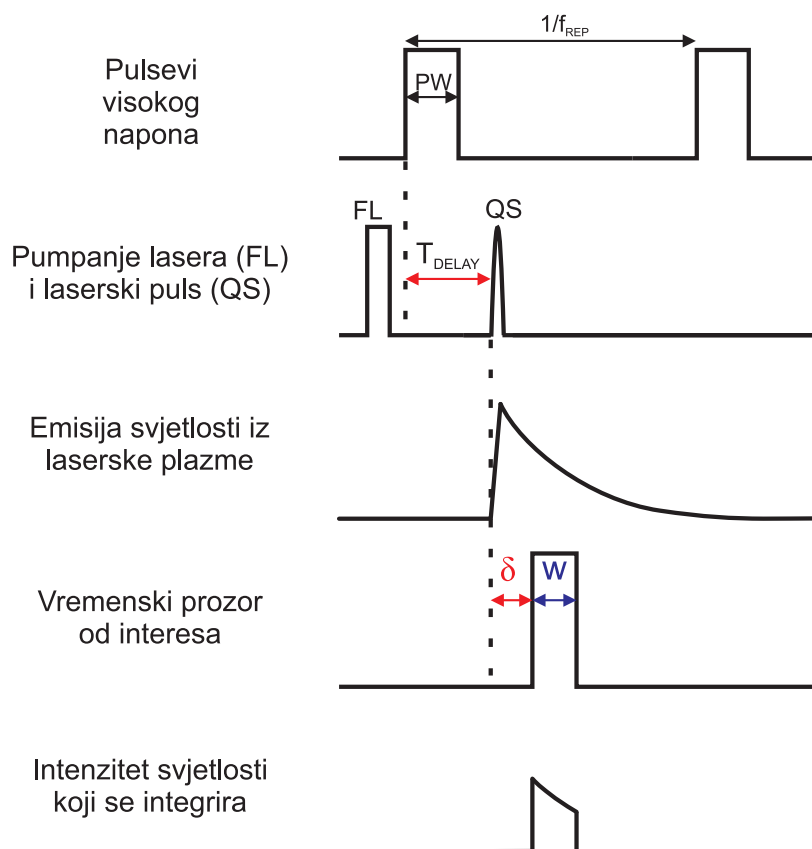 1/fREP
Pulsevi
visokog
napona
PW
FL
QS
Pumpanje lasera (FL)
i laserski puls (QS)
TDELAY
Emisija svjetlosti iz
laserske plazme
δ
W
Vremenski prozor
od interesa
Intenzitet svjetlosti
koji se integrira